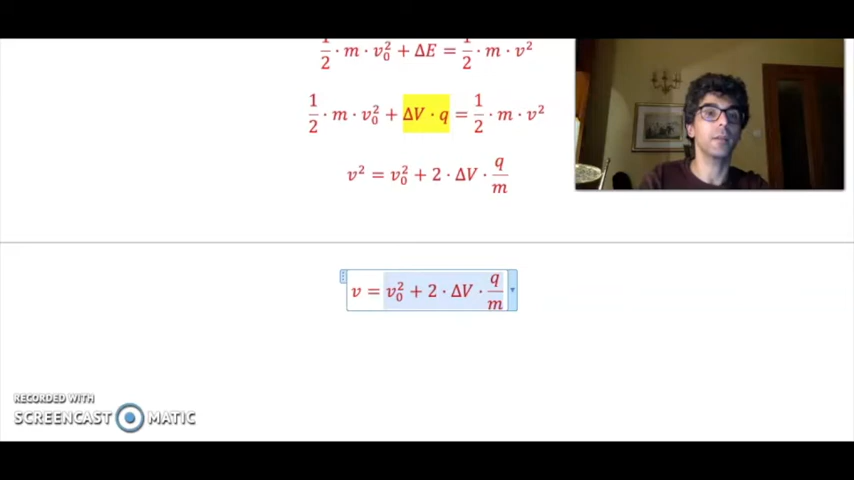 1/2 · m · v₀² + ΔE = 1/2 · m · v²
1/2 · m · v₀² + ΔV · q = 1/2 · m · v²
v² = v₀² + 2 · ΔV · q/m
v = v₀² + 2 · ΔV · q/m
RECORDED WITH
SCREENCAST MATIC